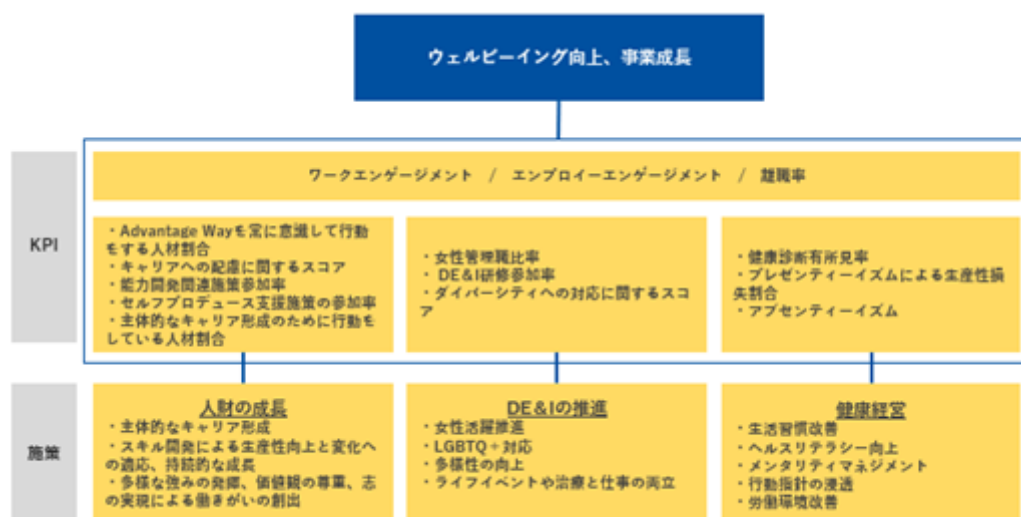 ウェルビーイング向上、事業成長
KPI
ワークエンゲージメント / エンプロイーエンゲージメント / 離職率
・Advantage Wayを常に意識して行動
をする人材割合
・キャリアへの配慮に関するスコア
・能力開発関連施策参加率
・セルフプロデュース支援施策の参加率
・主体的なキャリア形成のために行動を
している人材割合
・女性管理職比率
・DE&I研修参加率
・ダイバーシティへの対応に関するスコ
ア
・健康診断有所見率
・プレゼンティーイズムによる生産性損
失割合
・アブセンティーイズム
施策
人財の成長
・主体的なキャリア形成
・スキル開発による生産性向上と変化へ
の適応、持続的な成長
・多様な強みの発揮、価値観の尊重、志
の実現による働きがいの創出
DE&Iの推進
・女性活躍推進
・LGBTQ+対応
・多様性の向上
・ライフイベントや治療と仕事の両立
健康経営
・生活習慣改善
・ヘルスリテラシー向上
・メンタリティマネジメント
・行動指針の浸透
・労働環境改善